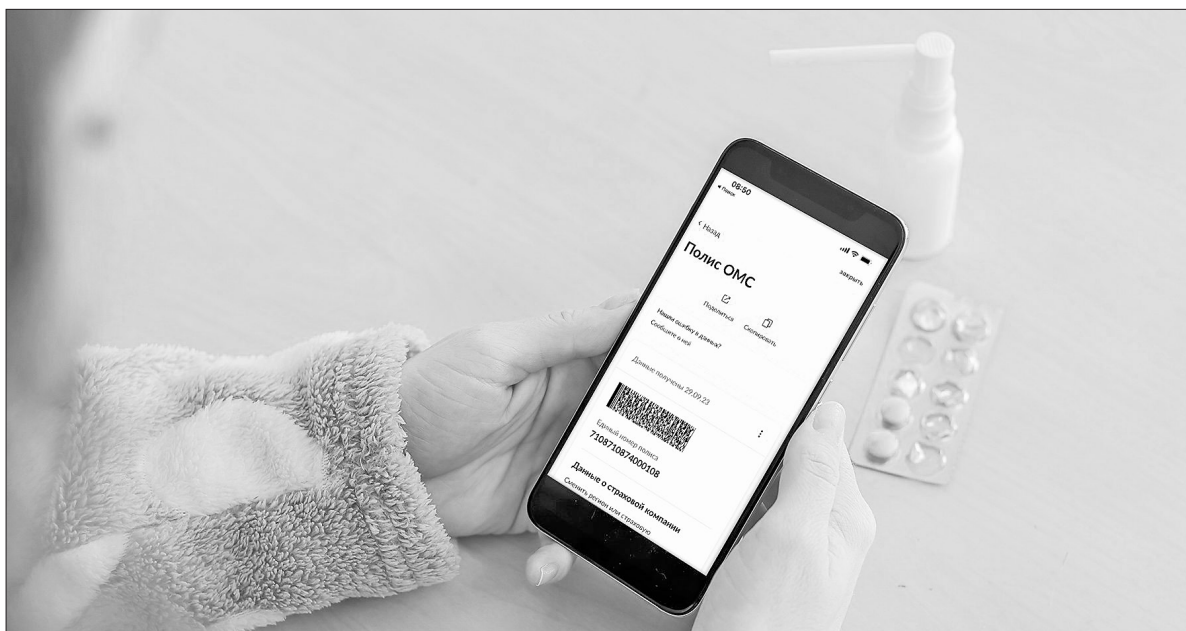 08:50
◂ Поиск
‹ Назад
закрыть
Полис ОМС
Поделиться
Скопировать
Нашли ошибку в данных?
Сообщите о ней
Данные получены 29.09.23
Единый номер полиса
7108710874000108
Данные о страховой компании
Сменить регион или страховую